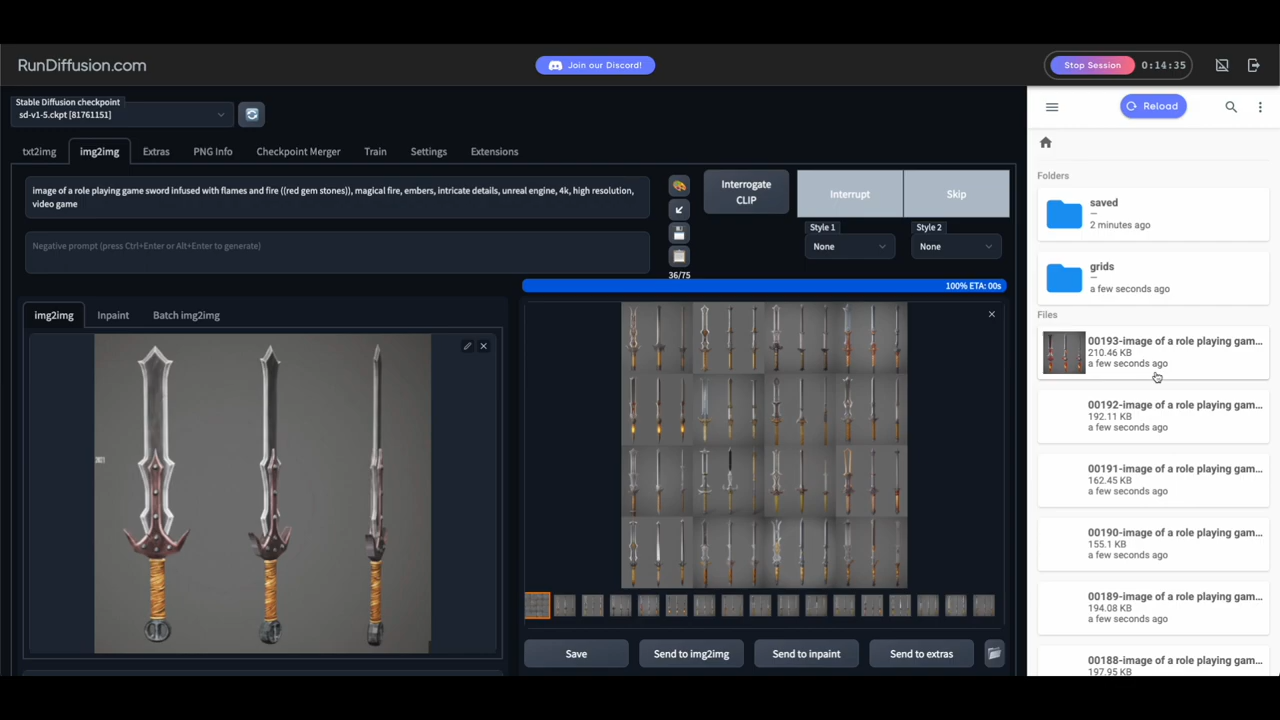 RunDiffusion.com
Join our Discord!
Stop Session
0:14:35
Stable Diffusion checkpoint
sd-v1-5.ckpt [81761151]
txt2img
img2img
Extras
PNG Info
Checkpoint Merger
Train
Settings
Extensions
image of a role playing game sword infused with flames and fire ((red gem stones)), magical fire, embers, intricate details, unreal engine, 4k, high resolution,
video game
Negative prompt (press Ctrl+Enter or Alt+Enter to generate)
36/75
Interrogate
CLIP
Interrupt
Skip
Style 1
None
Style 2
None
100% ETA: 00s
img2img
Inpaint
Batch img2img
Save
Send to img2img
Send to inpaint
Send to extras
Reload
Folders
saved
—
2 minutes ago
grids
—
a few seconds ago
Files
00193-image of a role playing gam...
210.46 KB
a few seconds ago
00192-image of a role playing gam...
192.11 KB
a few seconds ago
00191-image of a role playing gam...
162.45 KB
a few seconds ago
00190-image of a role playing gam...
155.1 KB
a few seconds ago
00189-image of a role playing gam...
194.08 KB
a few seconds ago
00188-image of a role playing gam...
197.95 KB